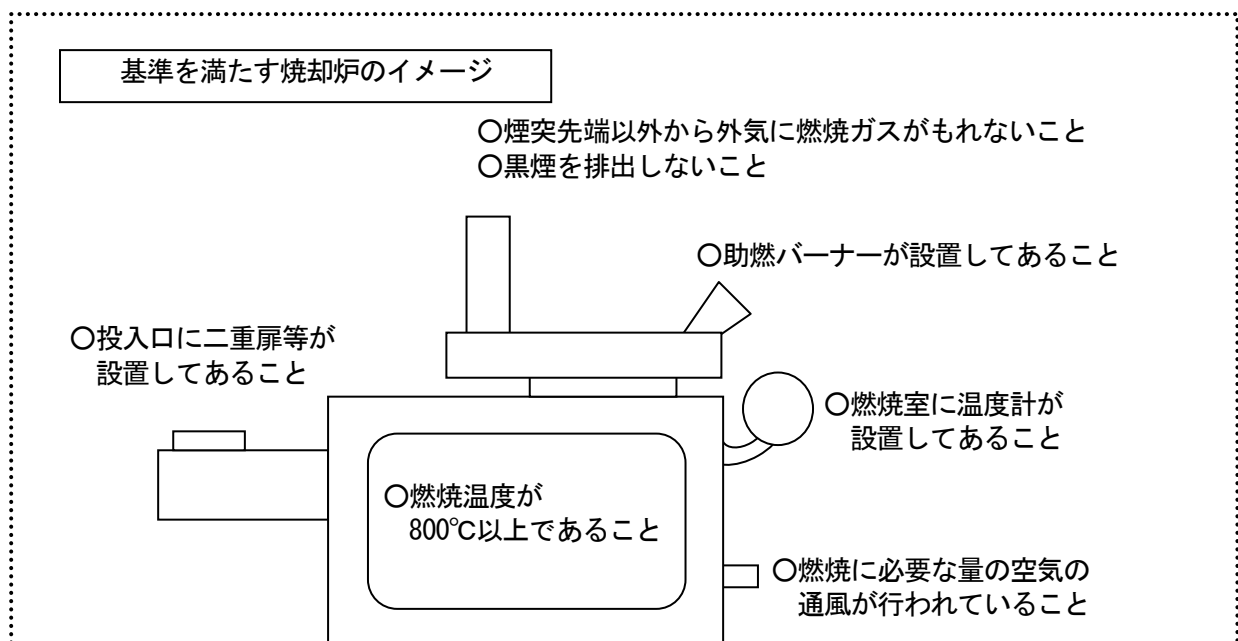 基準を満たす焼却炉のイメージ
○煙突先端以外から外気に燃焼ガスがもれないこと
○黒煙を排出しないこと
○助燃バーナーが設置してあること
○投入口に二重扉等が
設置してあること
○燃焼室に温度計が
設置してあること
○燃焼温度が
800℃以上であること
○燃焼に必要な量の空気の
通風が行われていること